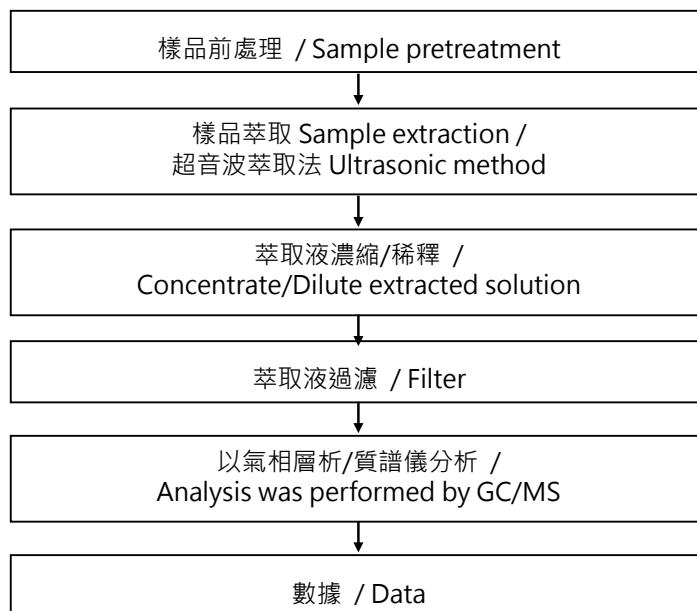 樣品前處理 / Sample pretreatment
樣品萃取 Sample extraction /
超音波萃取法 Ultrasonic method
萃取液濃縮/稀釋 /
Concentrate/Dilute extracted solution
萃取液過濾 / Filter
以氣相層析/質譜儀分析 /
Analysis was performed by GC/MS
數據 / Data